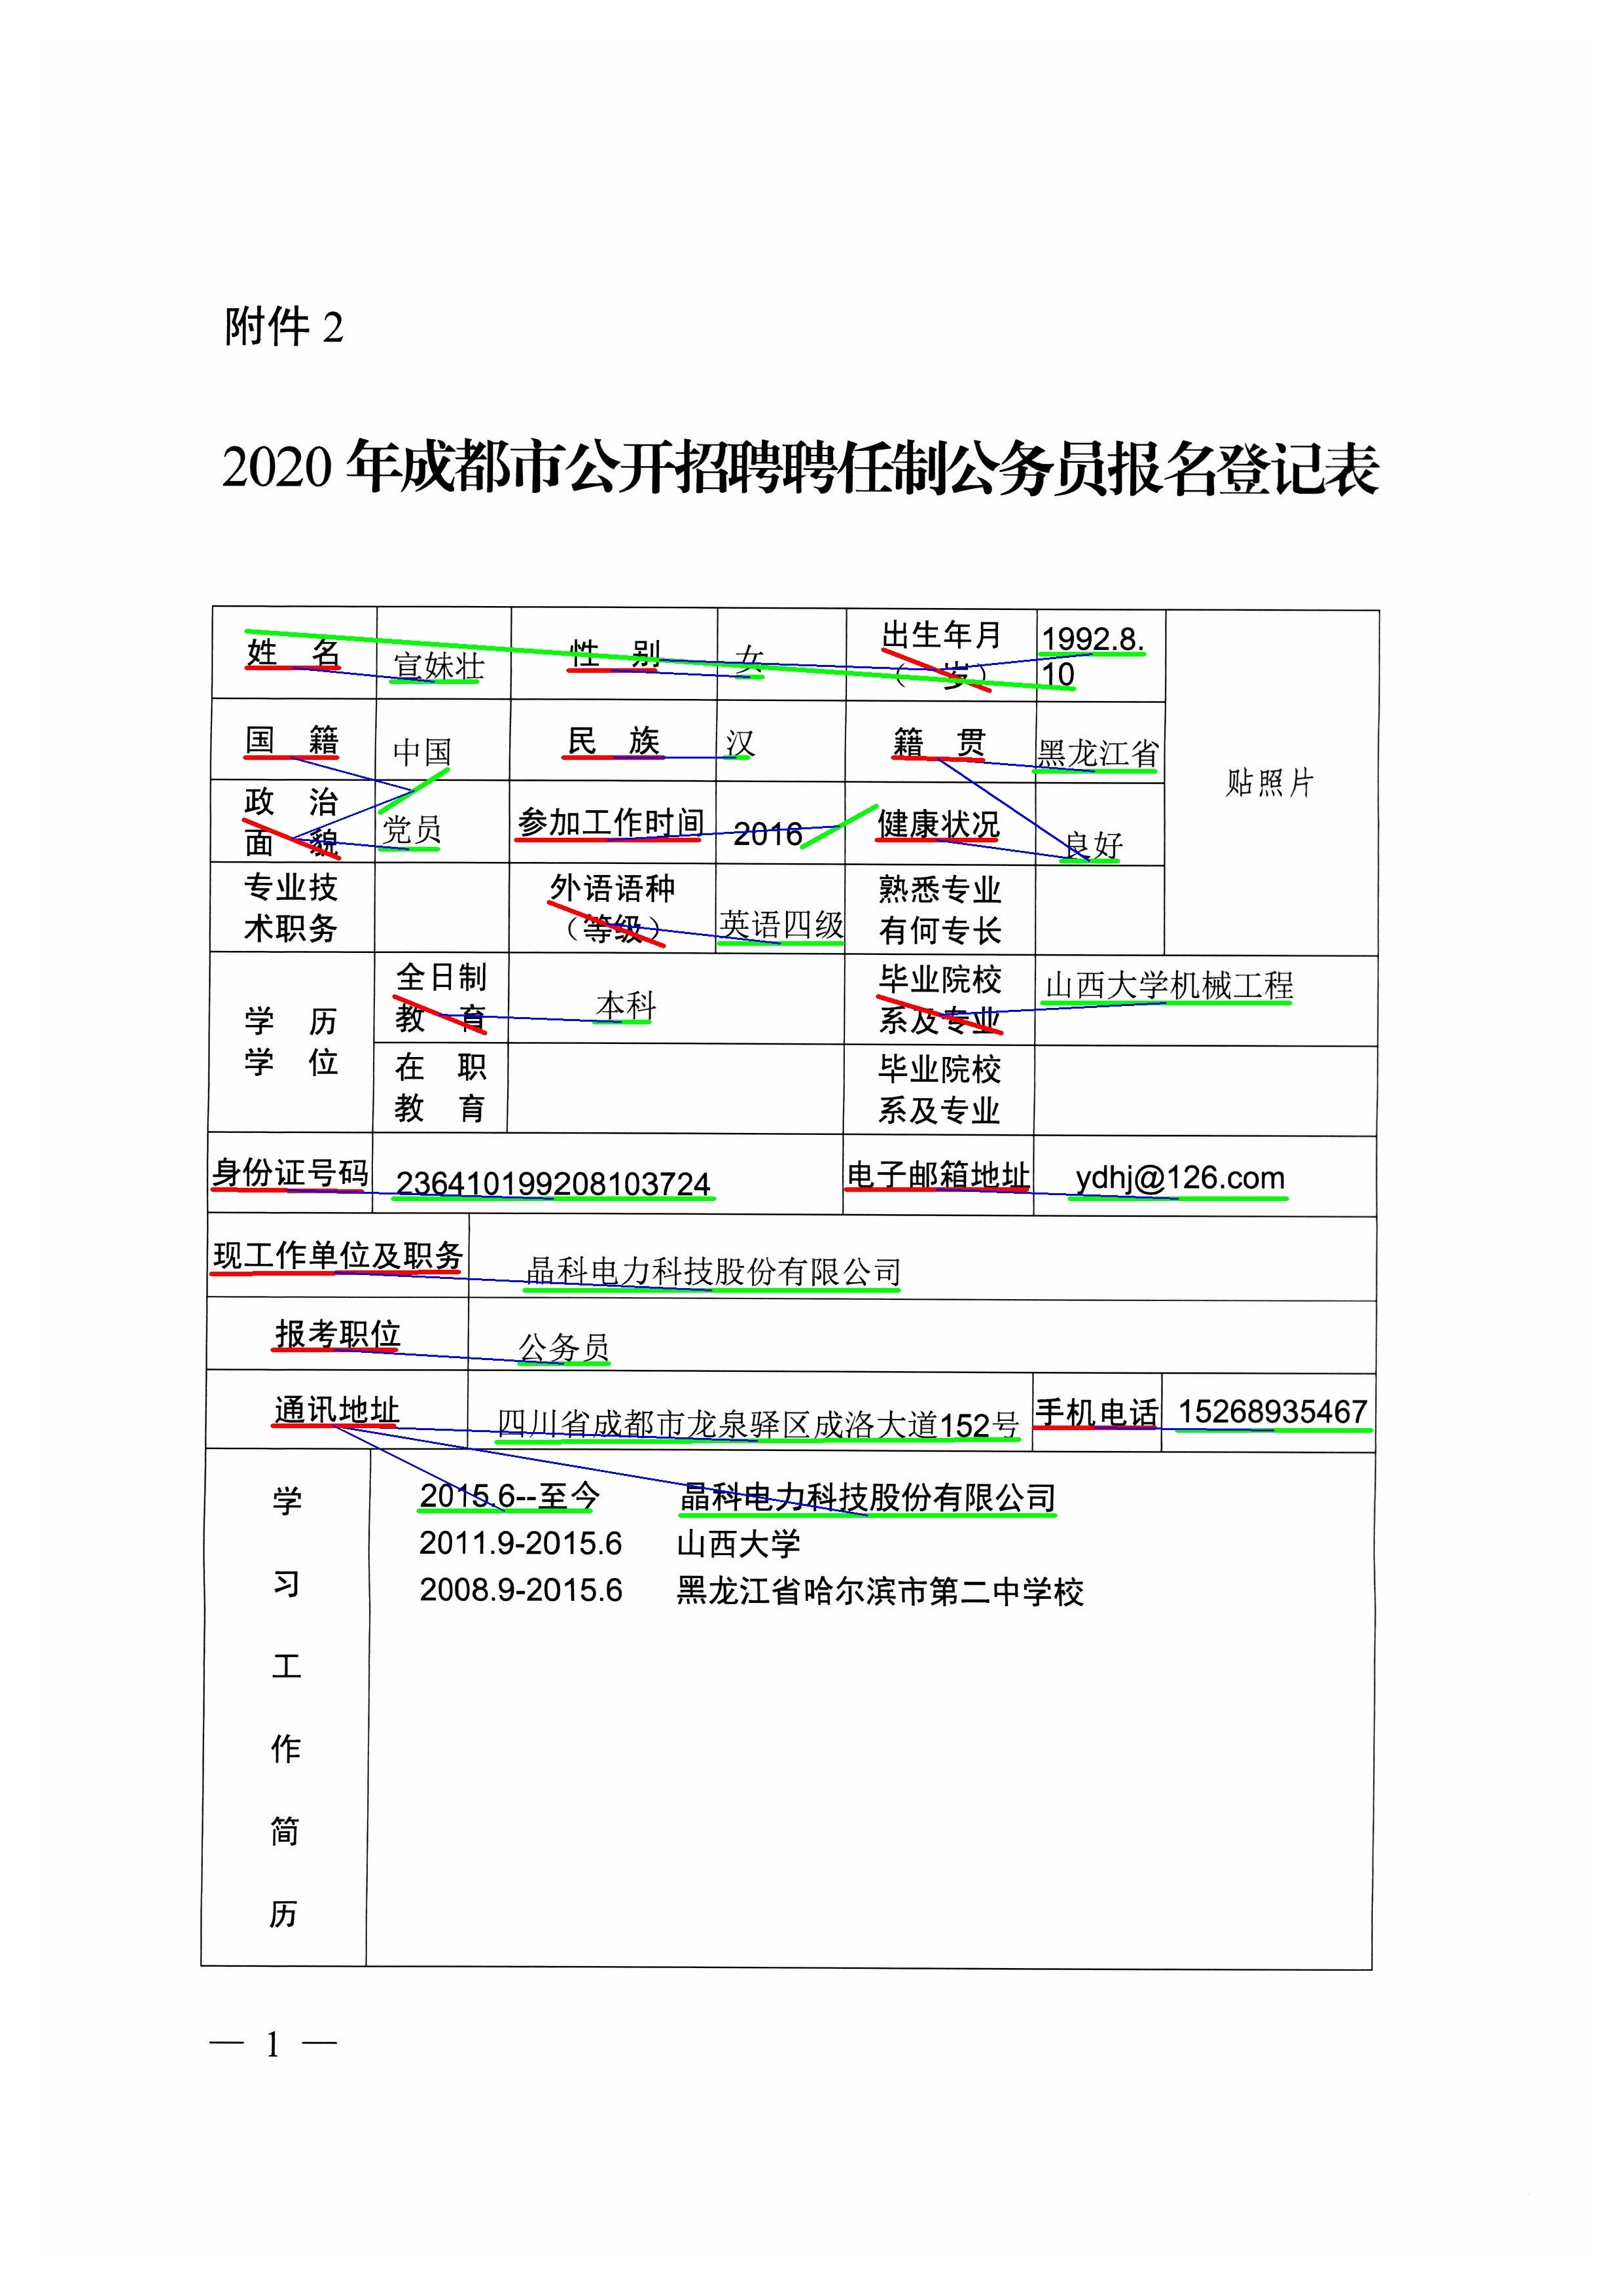 附件 2
2020 年成都市公开招聘聘任制公务员报名登记表
姓 名 宣妹壮 性 别 女 出生年月 1992.8.
( 岁) 10
国 籍 中国 民 族 汉 籍 贯 黑龙江省
贴照片
政 治
面 貌 党员 参加工作时间 2016 健康状况 良好
专业技 外语语种 熟悉专业
术职务 (等级) 英语四级 有何专长
学 历
学 位
全日制 本科 毕业院校 山西大学机械工程
教 育 系及专业
在 职 毕业院校
教 育 系及专业
身份证号码 236410199208103724 电子邮箱地址 ydhj@126.com
现工作单位及职务 晶科电力科技股份有限公司
报考职位 公务员
通讯地址 四川省成都市龙泉驿区成洛大道152号 手机电话 15268935467
学
习
工
作
简
历
2015.6--至今 晶科电力科技股份有限公司
2011.9-2015.6 山西大学
2008.9-2015.6 黑龙江省哈尔滨市第二中学校
— 1 —